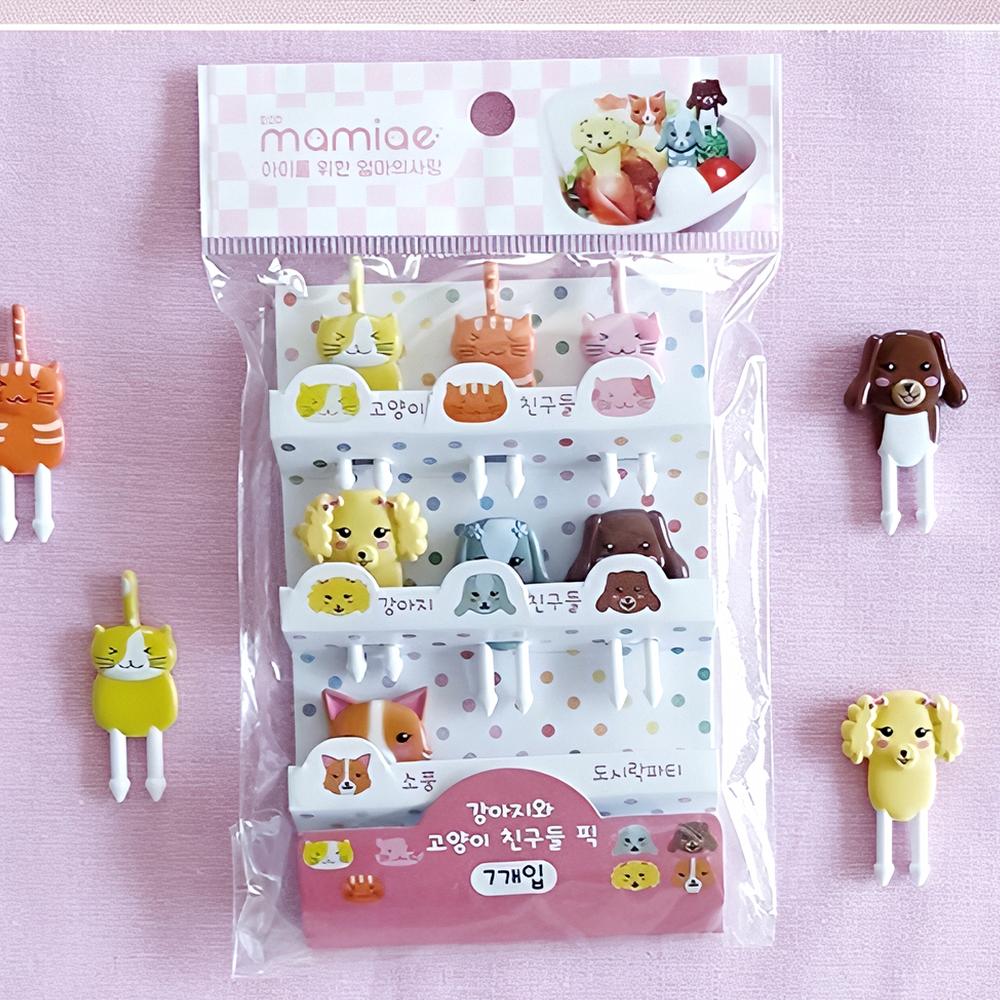 mamiae
아이를 위한 엄마의사랑
고양이 친구들
강아지 친구들
소풍 도시락파티
강아지와
고양이 친구들 픽
7개입